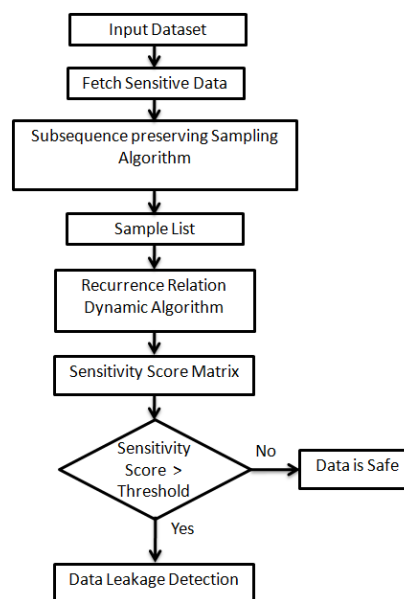 Input Dataset
Fetch Sensitive Data
Subsequence preserving Sampling
Algorithm
Sample List
Recurrence Relation
Dynamic Algorithm
Sensitivity Score Matrix
Sensitivity
Score >
Threshold
No
Data is Safe
Yes
Data Leakage Detection